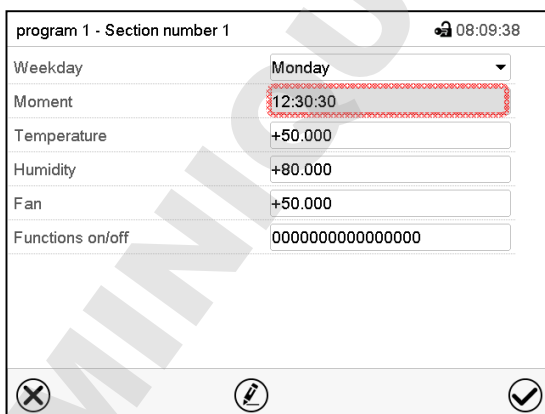 program 1 - Section number 1 08:09:38
Weekday Monday
Moment 12:30:30
Temperature +50.000
Humidity +80.000
Fan +50.000
Functions on/off 0000000000000000
MINIQU